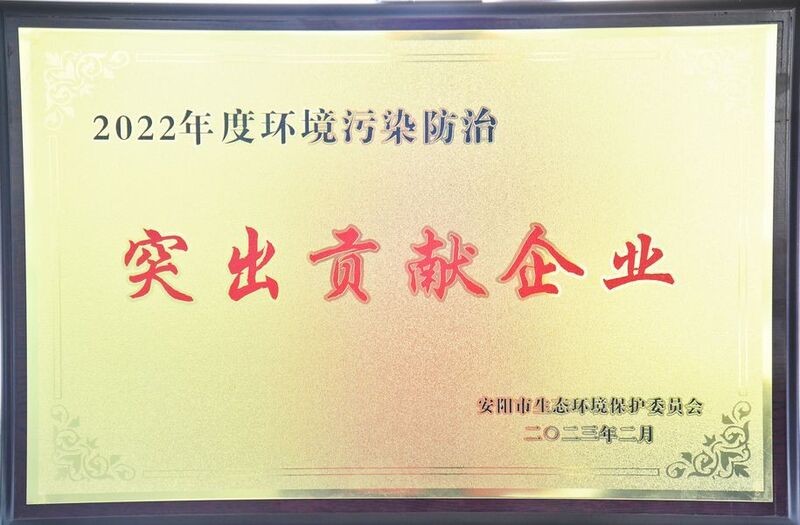 2022年度环境污染防治
突出贡献企业
安阳市生态环境保护委员会
二〇二三年二月